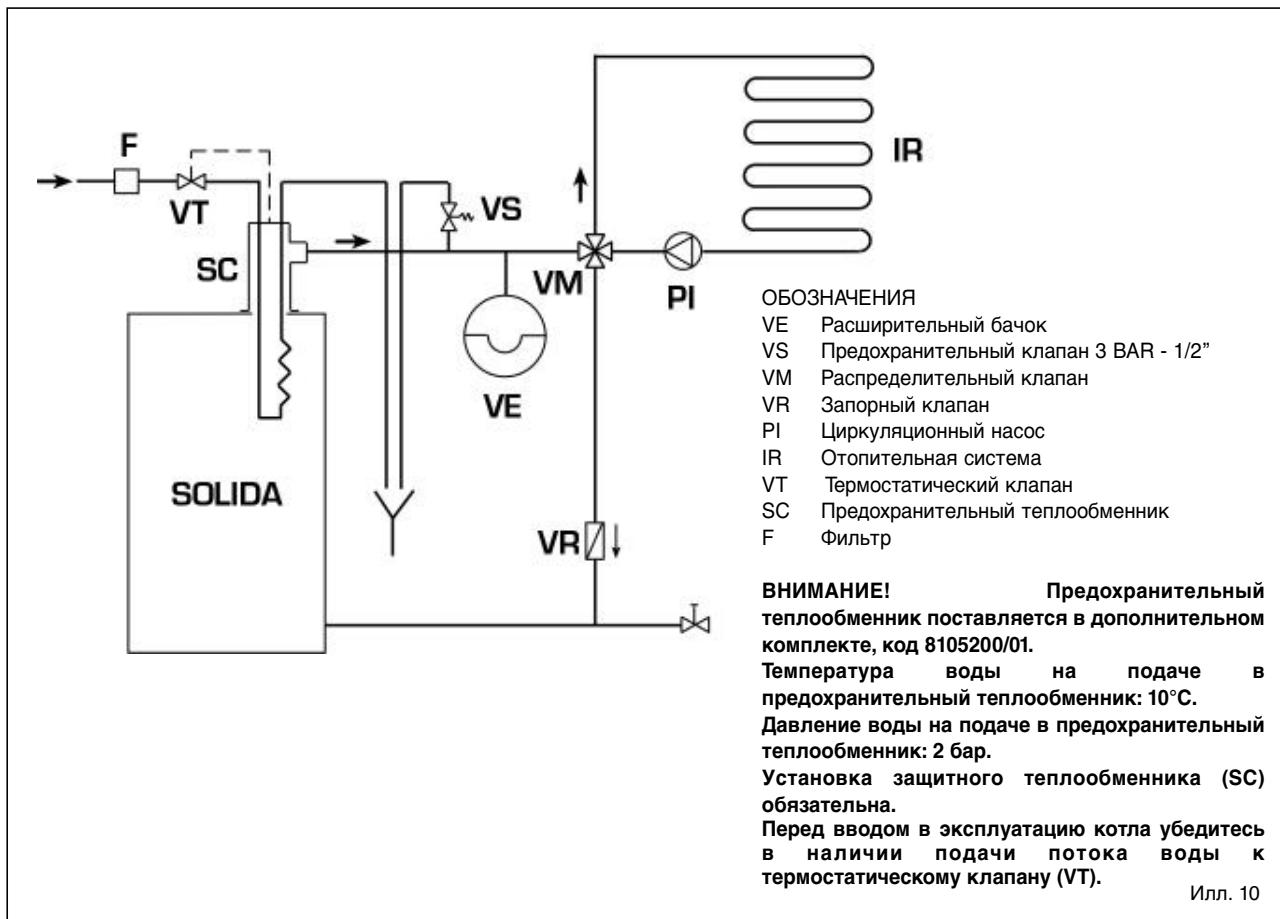 F
VT
SC
VS
VM
PI
IR
VE
SOLIDA
VR
ОБОЗНАЧЕНИЯ
VE Расширительный бачок
VS Предохранительный клапан 3 BAR - 1/2”
VM Распределительный клапан
VR Запорный клапан
PI Циркуляционный насос
IR Отопительная система
VT Термостатический клапан
SC Предохранительный теплообменник
F Фильтр
ВНИМАНИЕ! Предохранительный
теплообменник поставляется в дополнительном
комплекте, код 8105200/01.
Температура воды на подаче в
предохранительный теплообменник: 10°C.
Давление воды на подаче в предохранительный
теплообменник: 2 бар.
Установка защитного теплообменника (SC)
обязательна.
Перед вводом в эксплуатацию котла убедитесь
в наличии подачи потока воды к
термостатическому клапану (VT).
Илл. 10